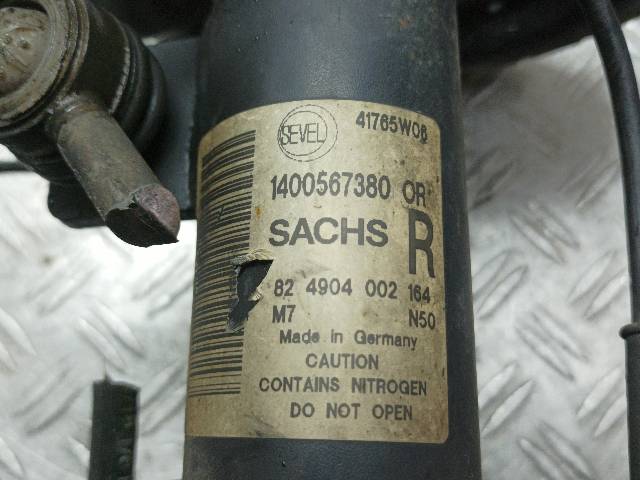 SEVEL 41765W06
1400567380 OR
SACHS R
82 4904 002 164
M7 N50
Made in Germany
CAUTION
CONTAINS NITROGEN
DO NOT OPEN